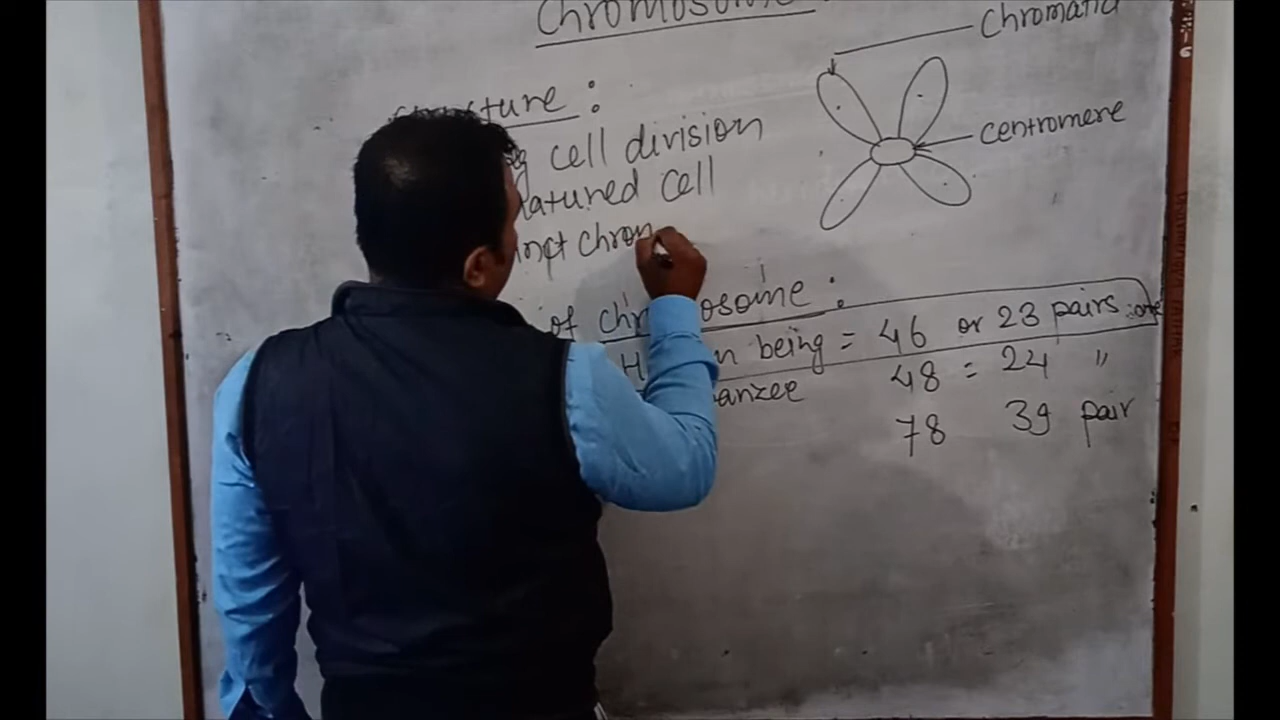 Chromosome
Chromatid
Structure :
centromere
cell division
matured cell
chrom
of chromosome :
Human being = 46 or 23 pairs
48 = 24 "
78 39 pair